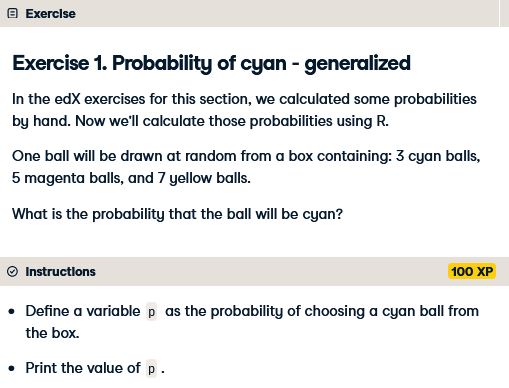 Exercise
Exercise 1. Probability of cyan - generalized
In the edX exercises for this section, we calculated some probabilities
by hand. Now we'll calculate those probabilities using R.
One ball will be drawn at random from a box containing: 3 cyan balls,
5 magenta balls, and 7 yellow balls.
What is the probability that the ball will be cyan?
Instructions
100 XP
• Define a variable p as the probability of choosing a cyan ball from
the box.
• Print the value of p .